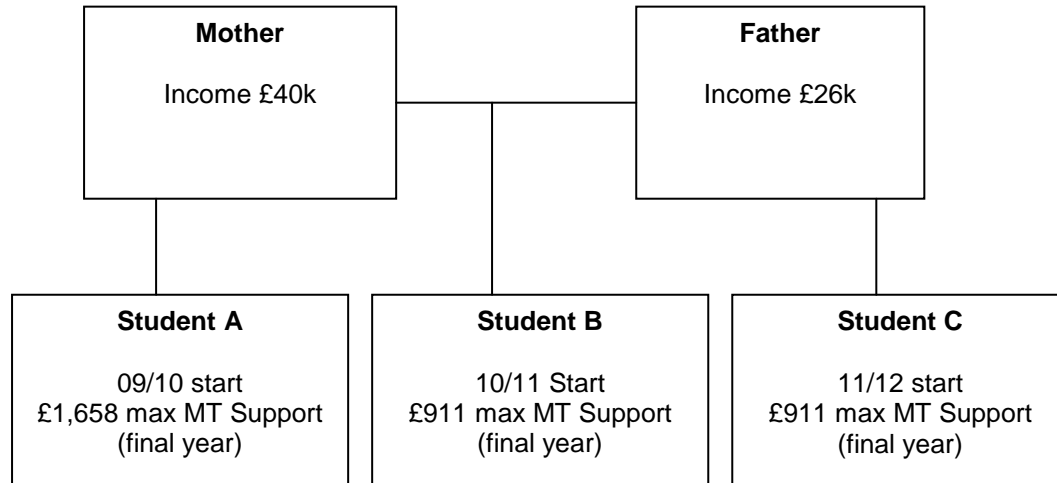 Mother
Income £40k
Father
Income £26k
Student A
09/10 start
£1,658 max MT Support
(final year)
Student B
10/11 Start
£911 max MT Support
(final year)
Student C
11/12 start
£911 max MT Support
(final year)